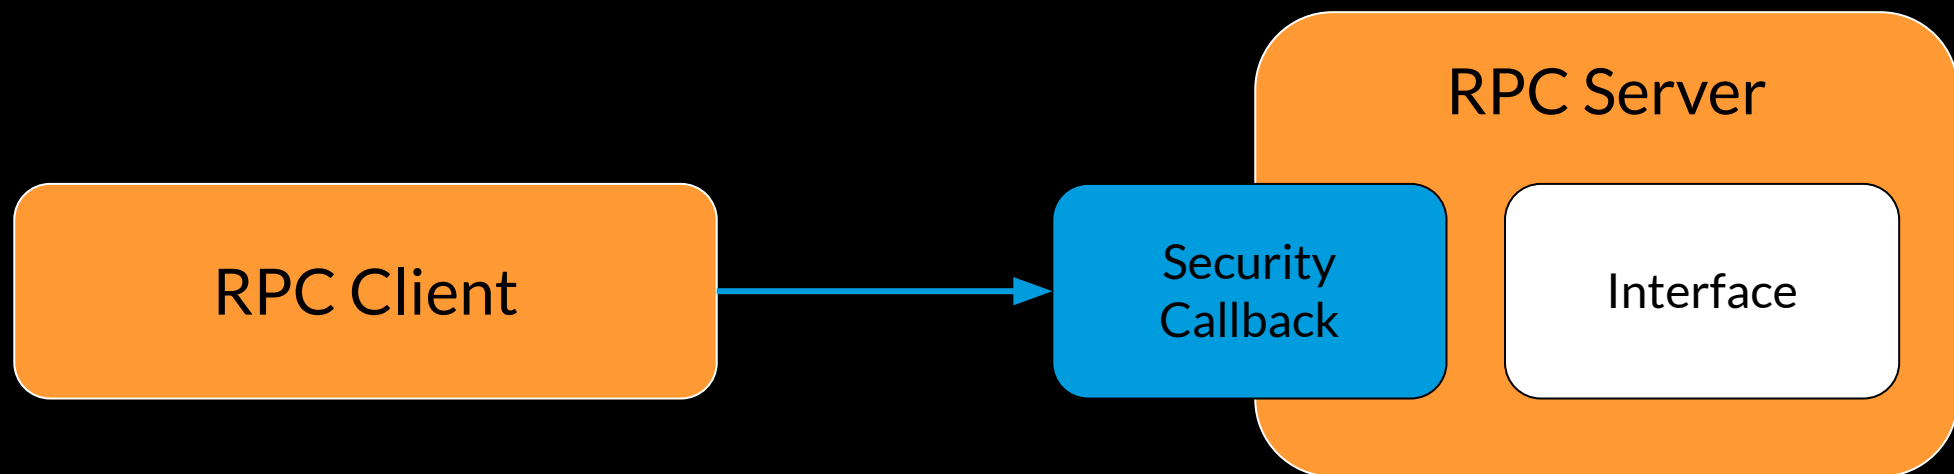 RPC Server
RPC Client
Security
Callback
Interface